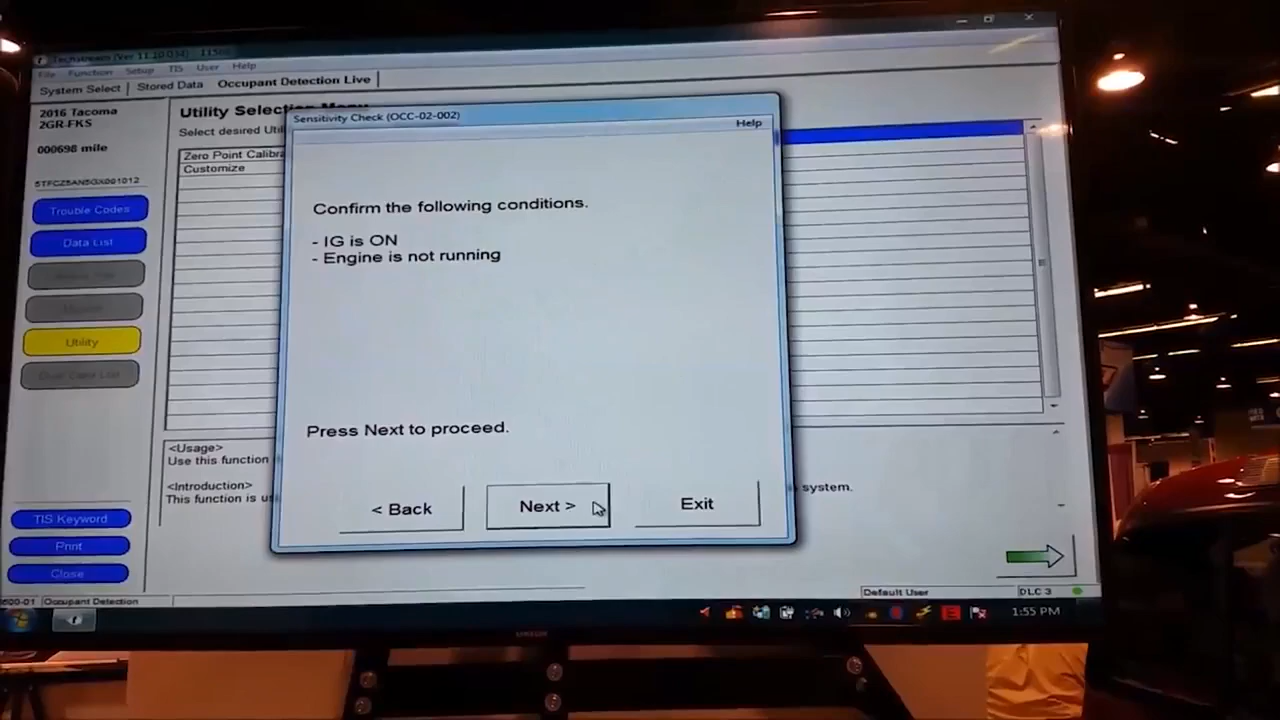 Techstream (Ver 11.20.034) - 1150
File Function Setup TIS User Help
System Select Stored Data Occupant Detection Live
2016 Tacoma
2GR-FKS
000698 mile
5TFCZ5AN5GX001012
Trouble Codes
Data List
Utility
TIS Keyword
Print
Close
Utility Selection Menu
Select desired Uti
Zero Point Calibra
Customize
Sensitivity Check (OCC-02-002)
Help
Confirm the following conditions.
- IG is ON
- Engine is not running
Press Next to proceed.
< Back
Next >
Exit
<Usage>
Use this function
<Introduction>
This function is us
system.
Occupant Detection
Default User
DLC 3
1:55 PM
SAMSUNG